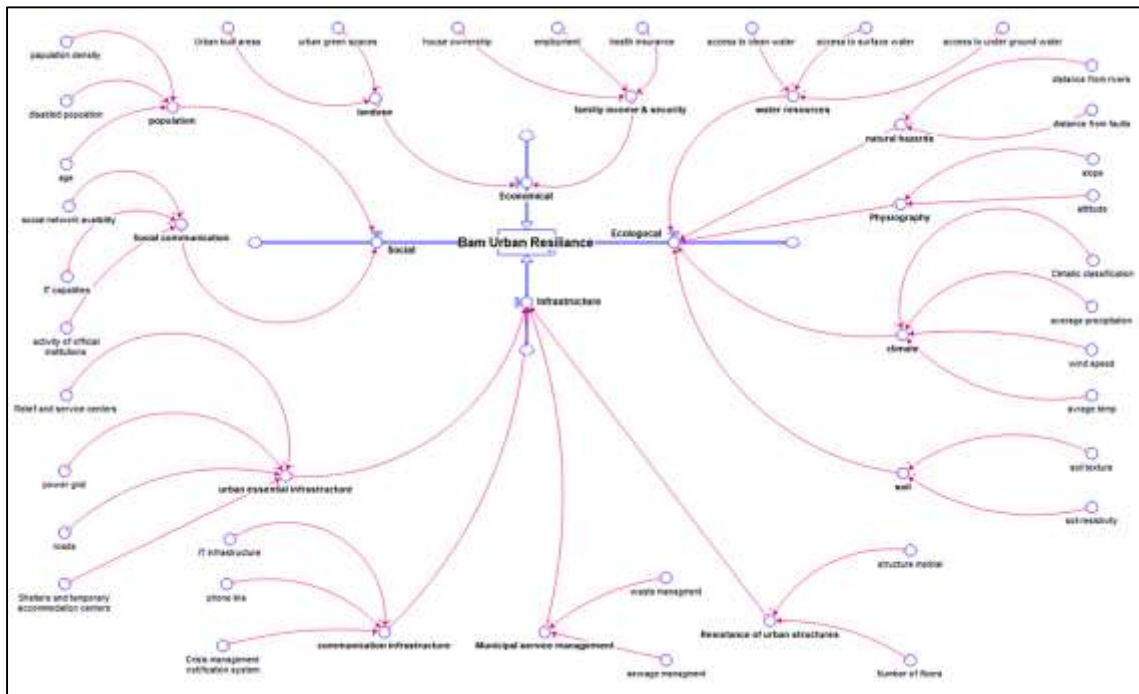 Urban built areas
urban green spaces
house ownership
employment
health insurance
access to clean water
access to surface water
access to under ground water
population density
disabled population
population
age
landuse
family income & security
water resources
distance from rivers
natural hazards
distance from faults
slope
Physiography
altitude
Economical
Ecologocal
Bam Urban Resiliance
Social
Infrastructure
social network avalibility
Social communication
IT capalities
activity of official
institutions
Climatic classification
average precipitation
climate
wind speed
avrage temp
Relief and service centers
power grid
urban essential infrastructure
roads
Shelters and temporary
accommodation centers
soil texture
soil
soil resistivity
IT infrastructure
phone line
Crisis management
notification system
communication infrastructure
waste managment
Municipal service management
sewage managment
structure matrial
Resistance of urban structures
Number of floors